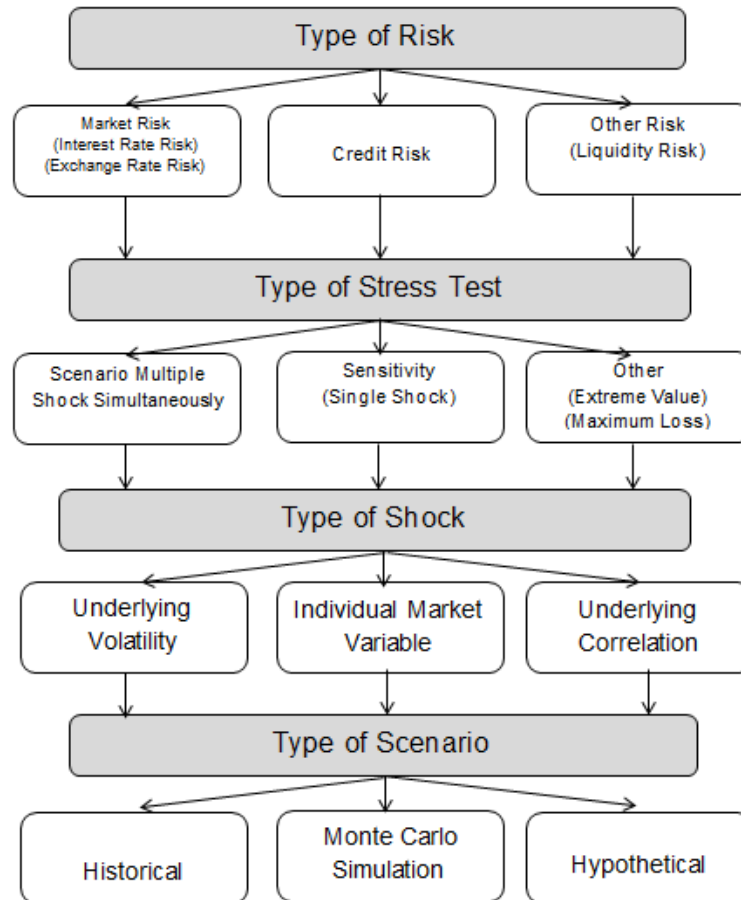 Type of Risk
Market Risk
(Interest Rate Risk)
(Exchange Rate Risk)
Credit Risk
Other Risk
(Liquidity Risk)
Type of Stress Test
Scenario Multiple
Shock Simultaneously
Sensitivity
(Single Shock)
Other
(Extreme Value)
(Maximum Loss)
Type of Shock
Underlying
Volatility
Individual Market
Variable
Underlying
Correlation
Type of Scenario
Historical
Monte Carlo
Simulation
Hypothetical